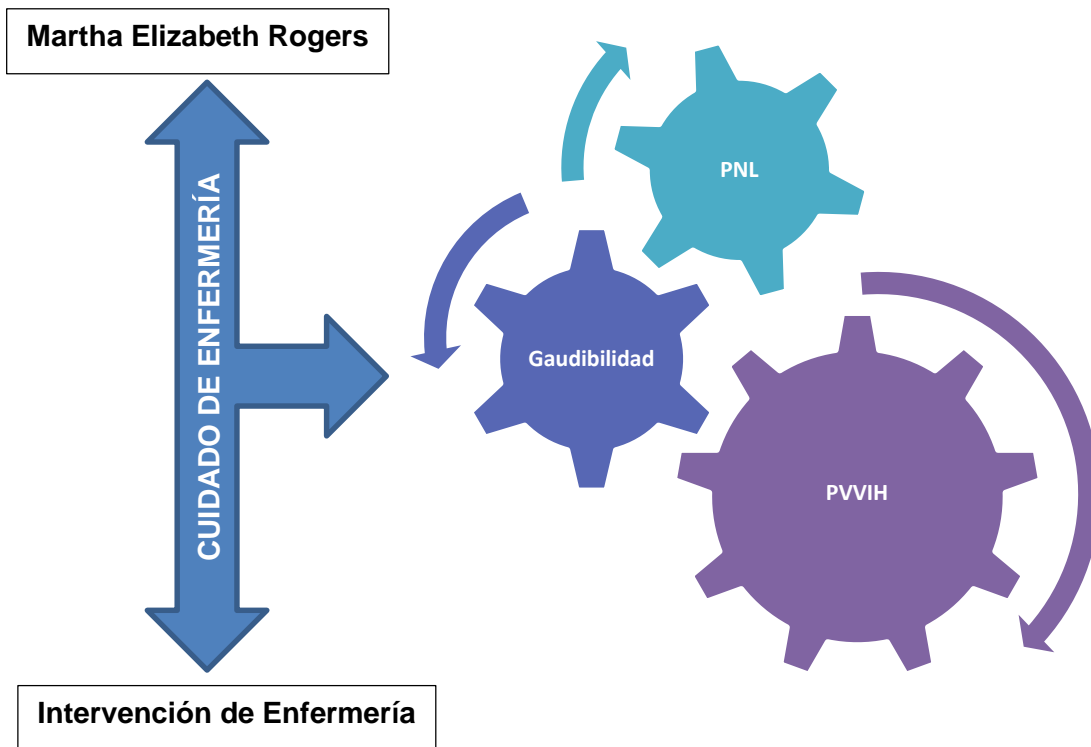 Martha Elizabeth Rogers
CUIDADO DE ENFERMERÍA
PNL
Gaudibilidad
PVVIH
Intervención de Enfermería